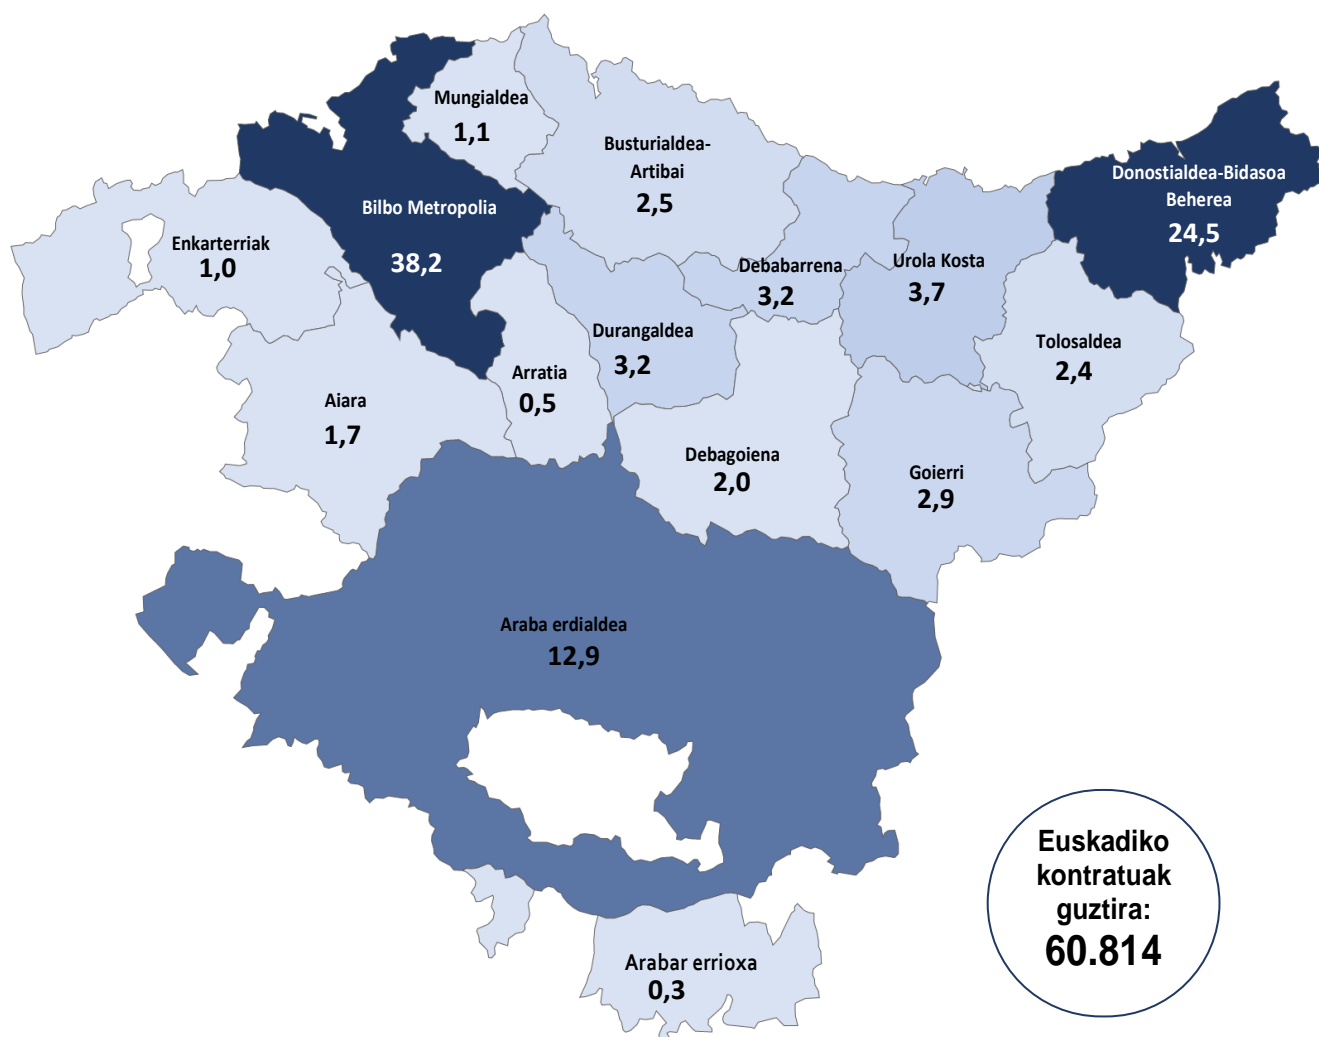 Mungialdea
1,1
Busturialdea-
Artibai
2,5
Donostialdea-Bidasoa
Beherea
24,5
Bilbo Metropolia
38,2
Enkarterriak
1,0
Debabarrena
3,2
Urola Kosta
3,7
Durangaldea
3,2
Tolosaldea
2,4
Arratia
0,5
Aiara
1,7
Debagoiena
2,0
Goierri
2,9
Araba erdialdea
12,9
Euskadiko
kontratuak
guztira:
60.814
Arabar errioxa
0,3